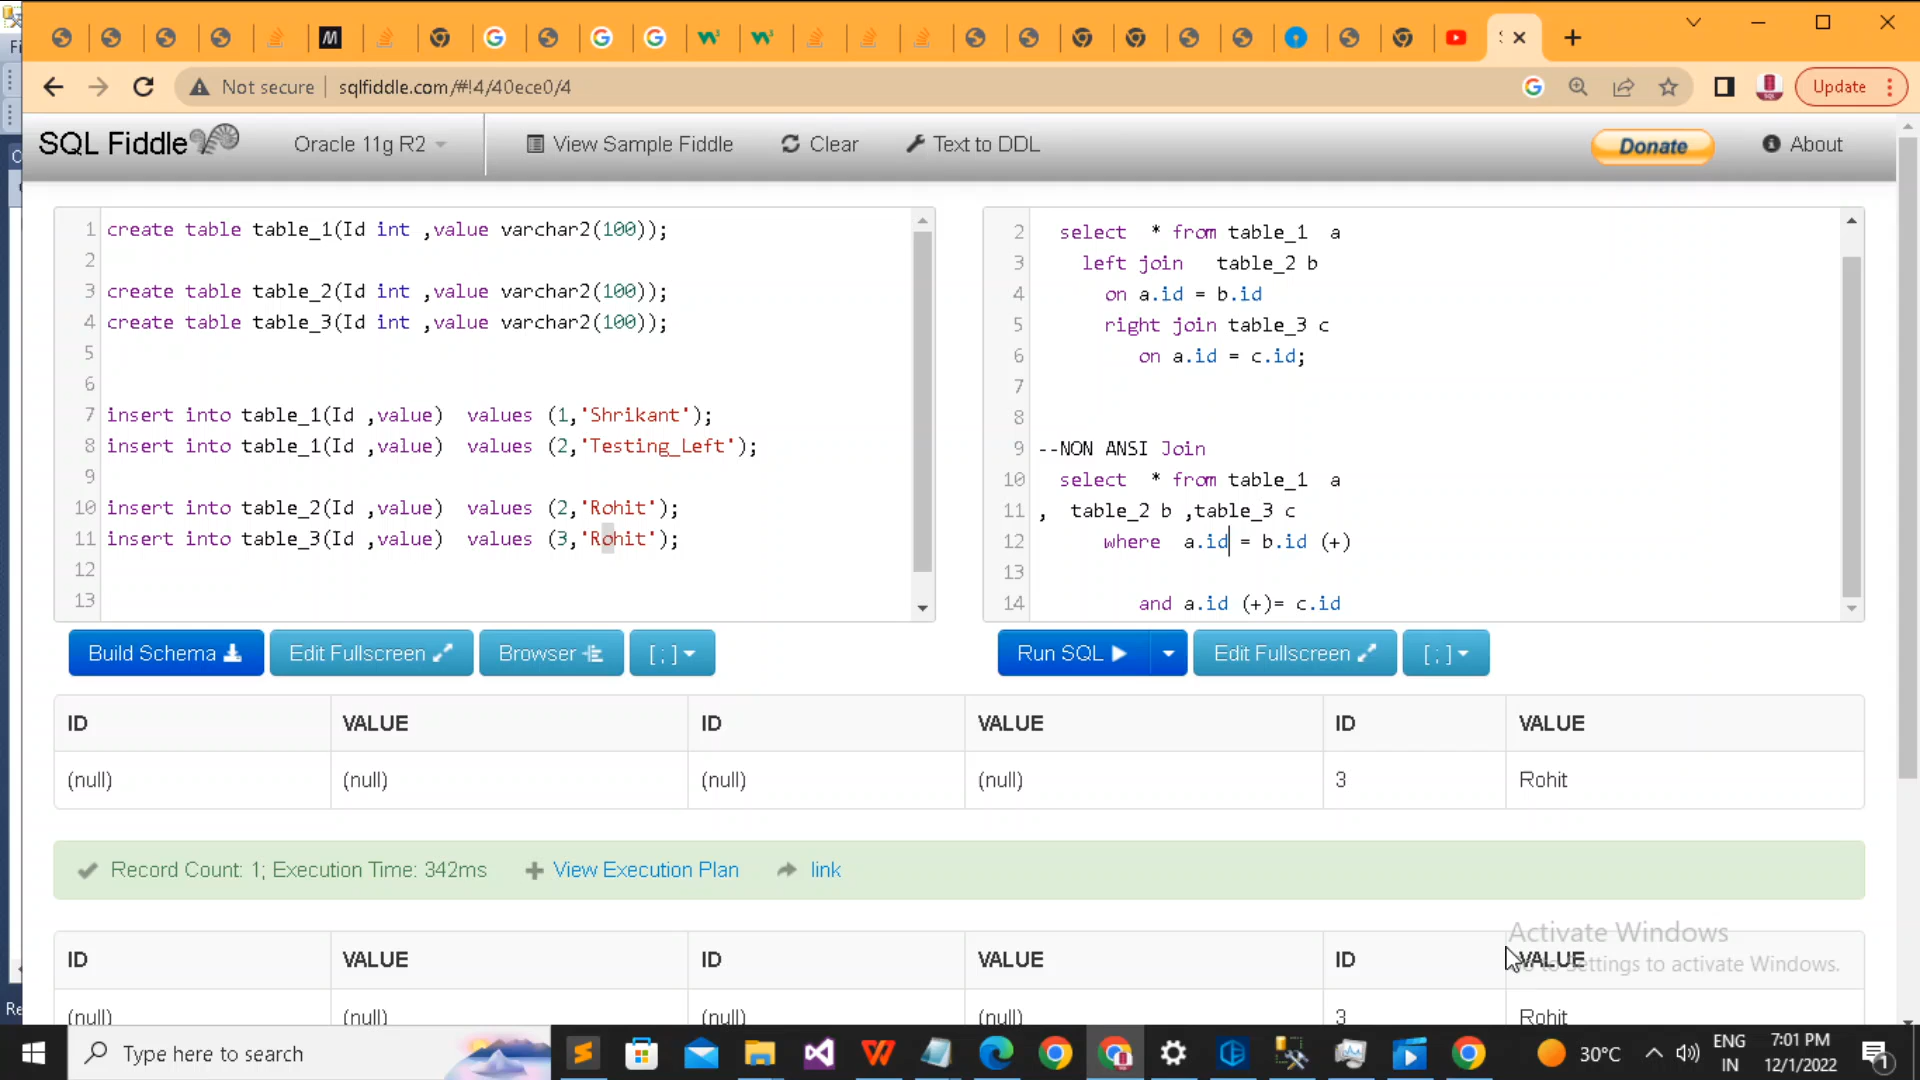 Not secure
sqlfiddle.com/#!4/40ece0/4
Update
SQL Fiddle
Oracle 11g R2
View Sample Fiddle
Clear
Text to DDL
Donate
About
1 create table table_1(Id int ,value varchar2(100));
2
3 create table table_2(Id int ,value varchar2(100));
4 create table table_3(Id int ,value varchar2(100));
5
6
7 insert into table_1(Id ,value)  values (1,'Shrikant');
8 insert into table_1(Id ,value)  values (2,'Testing_Left');
9
10 insert into table_2(Id ,value)  values (2,'Rohit');
11 insert into table_3(Id ,value)  values (3,'Rohit');
12
13
2 select  * from table_1  a
3 left join   table_2 b
4 on a.id = b.id
5 right join table_3 c
6 on a.id = c.id;
7
8
9 --NON ANSI Join
10 select  * from table_1  a
11 ,  table_2 b ,table_3 c
12 where  a.id = b.id (+)
13
14 and a.id (+)= c.id
Build Schema
Edit Fullscreen
Browser
[ ; ]
Run SQL
Edit Fullscreen
[ ; ]
ID VALUE ID VALUE ID VALUE
(null) (null) (null) (null) 3 Rohit
Record Count: 1; Execution Time: 342ms
View Execution Plan
link
ID VALUE ID VALUE ID VALUE
(null) (null) (null) (null) 3 Rohit
Activate Windows
Settings to activate Windows.
Type here to search
30°C
ENG
IN
7:01 PM
12/1/2022
1